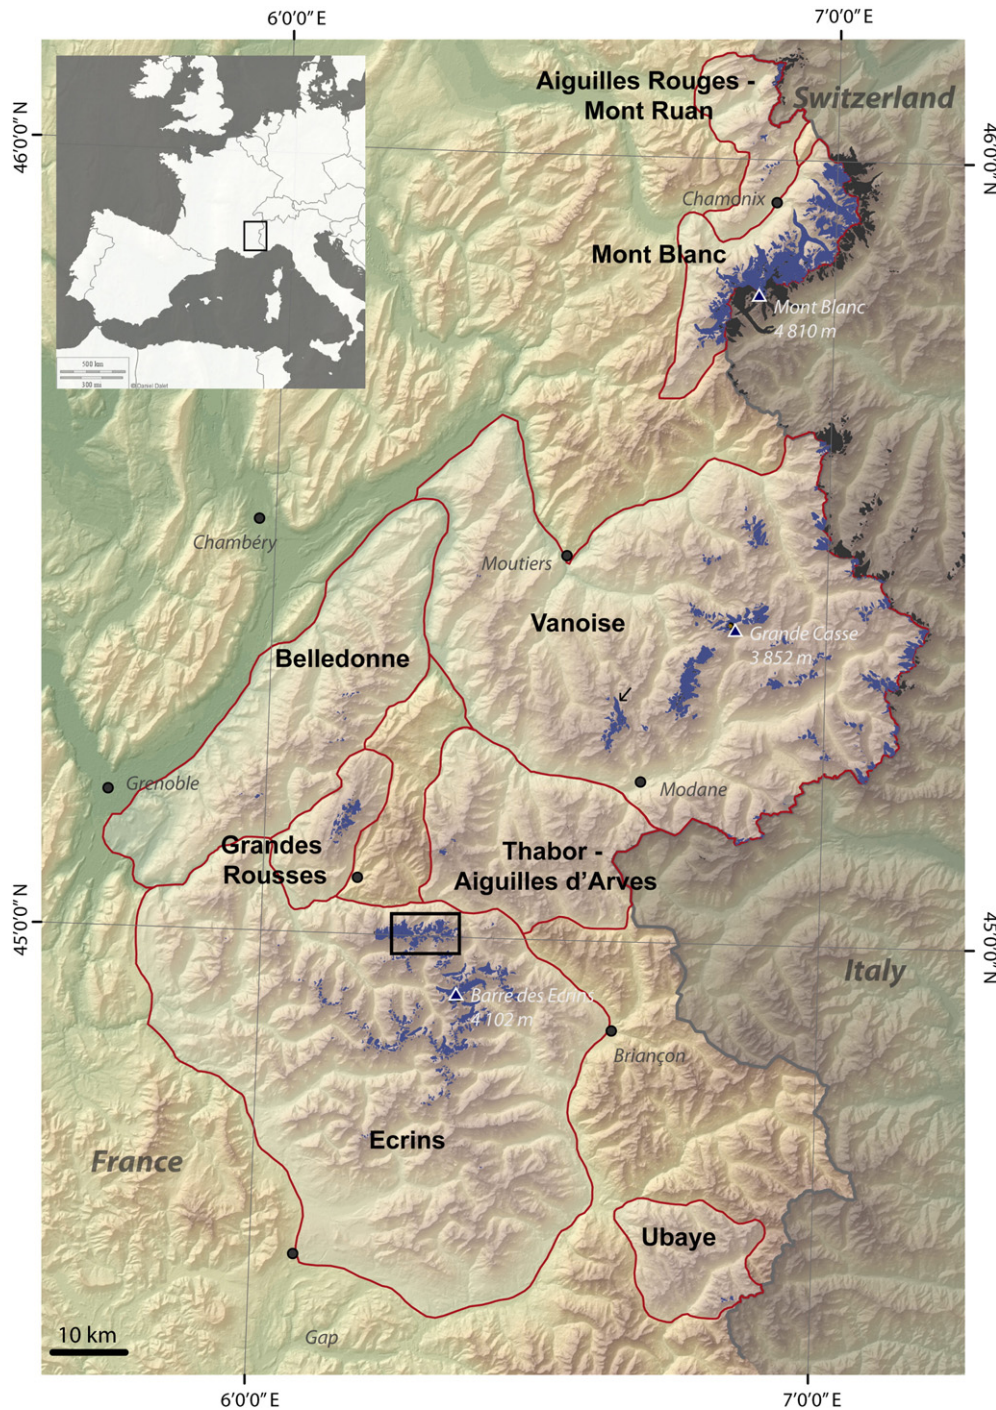 6°0'0"E
7°0'0"E
Aiguilles Rouges -
Mont Ruan
Switzerland
46°0'0"N
46°0'0"N
Chamonix
Mont Blanc
Mont Blanc
4 810 m
500 km
300 mi
© Daniel Dalet
Chambéry
Moutiers
Vanoise
Grande Casse
3 852 m
Belledonne
Grenoble
Modane
Grandes
Rousses
Thabor -
Aiguilles d'Arves
45°0'0"N
45°0'0"N
Italy
Barre des Ecrins
4 102 m
Briançon
Ecrins
France
Ubaye
Gap
10 km
6°0'0"E
7°0'0"E